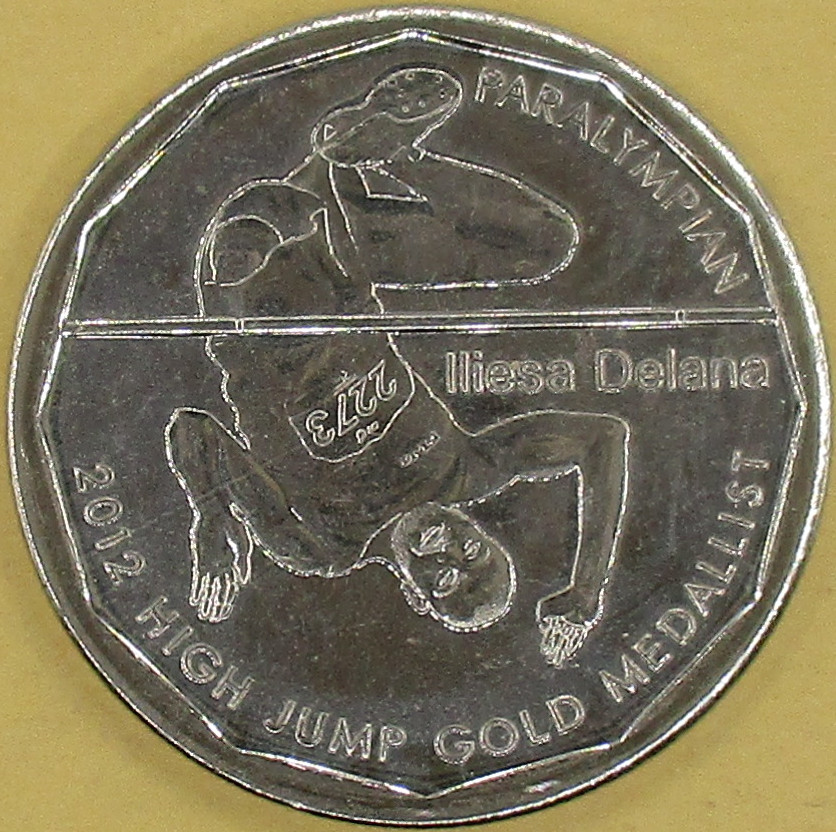 PARALYMPIAN
Iliesa Delana
2273
2012 HIGH JUMP GOLD MEDALLIST